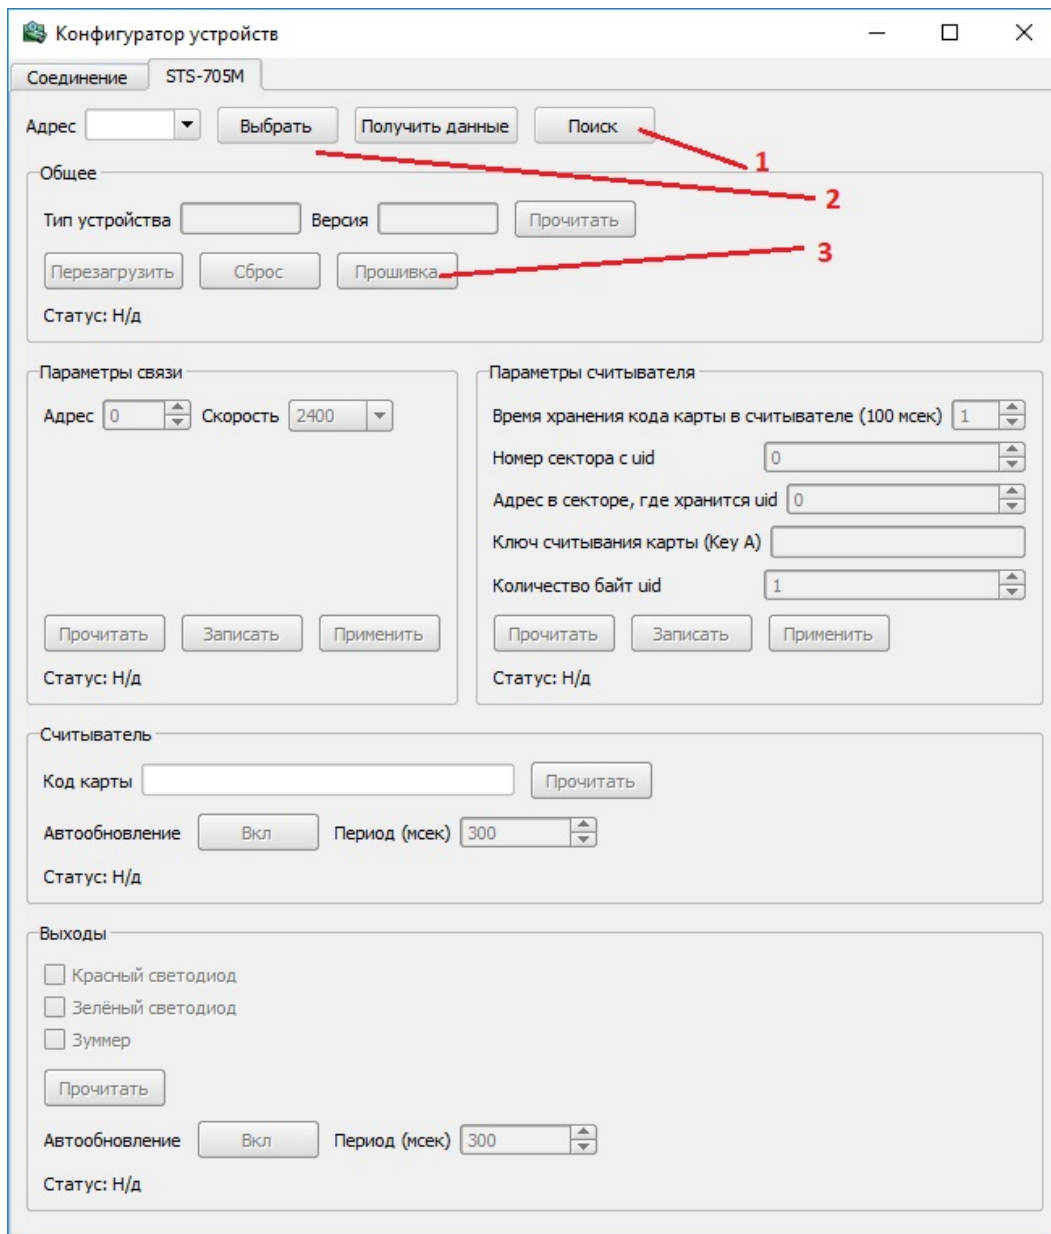 Конфигуратор устройств
Соединение STS-705M
Адрес Выбрать Получить данные Поиск
1
Общее
2
Тип устройства Версия Прочитать
3
Перезагрузить Сброс Прошивка
Статус: Н/д
Параметры связи
Адрес 0 Скорость 2400
Прочитать Записать Применить
Статус: Н/д
Параметры считывателя
Время хранения кода карты в считывателе (100 мсек) 1
Номер сектора с uid 0
Адрес в секторе, где хранится uid 0
Ключ считывания карты (Key A)
Количество байт uid 1
Прочитать Записать Применить
Статус: Н/д
Считыватель
Код карты Прочитать
Автообновление Вкл Период (мсек) 300
Статус: Н/д
Выходы
Красный светодиод
Зелёный светодиод
Зуммер
Прочитать
Автообновление Вкл Период (мсек) 300
Статус: Н/д